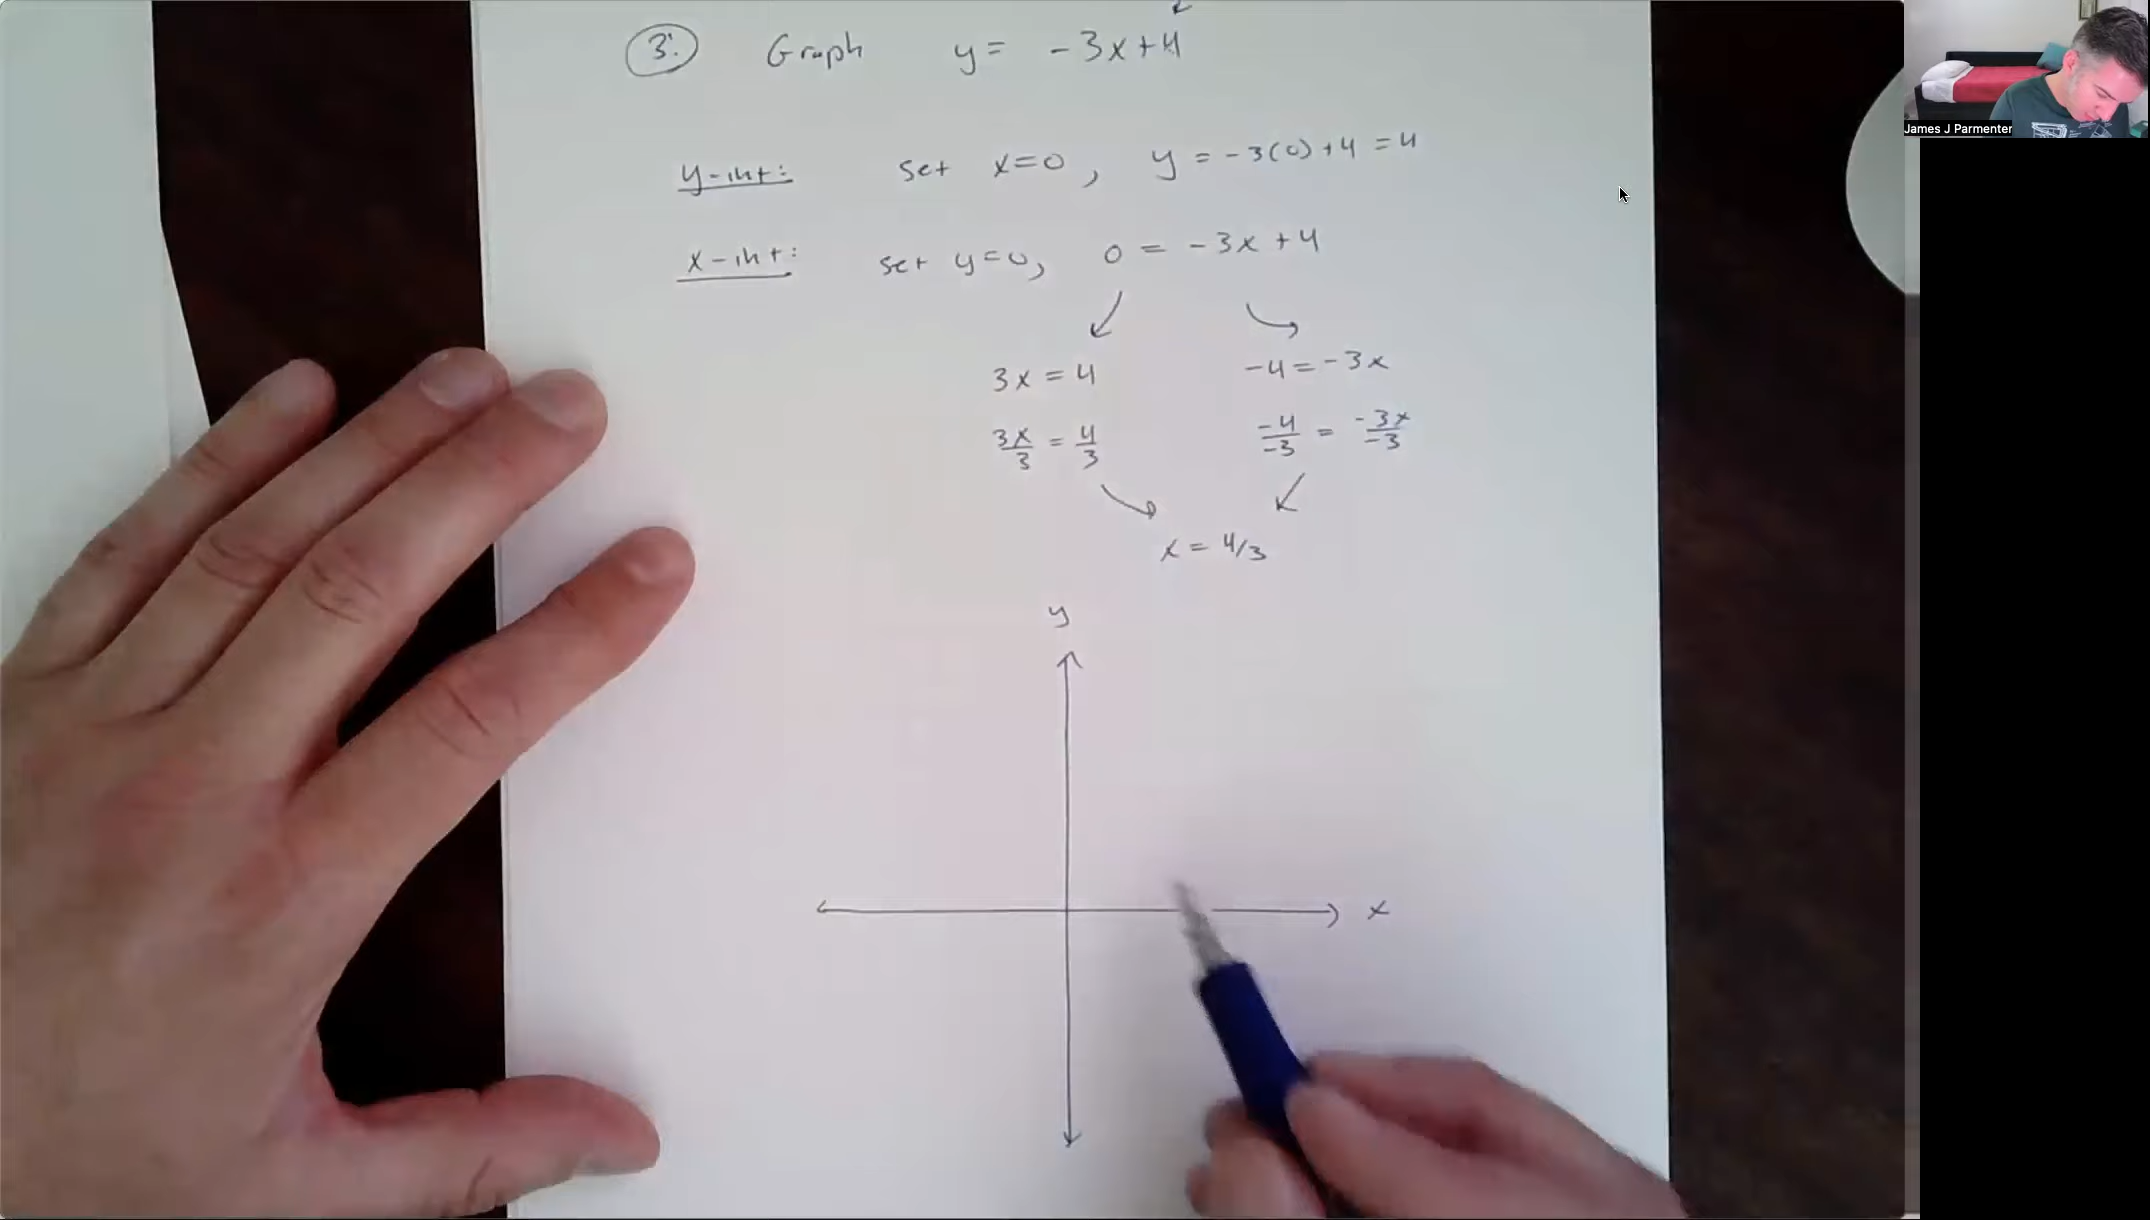 3. Graph y = -3x+4
y-int: set x=0, y = -3(0)+4 = 4
x-int: set y=0, 0 = -3x+4
3x = 4 -4 = -3x
3x/3 = 4/3 -4/-3 = -3x/-3
x = 4/3
y
x
James J Parmenter